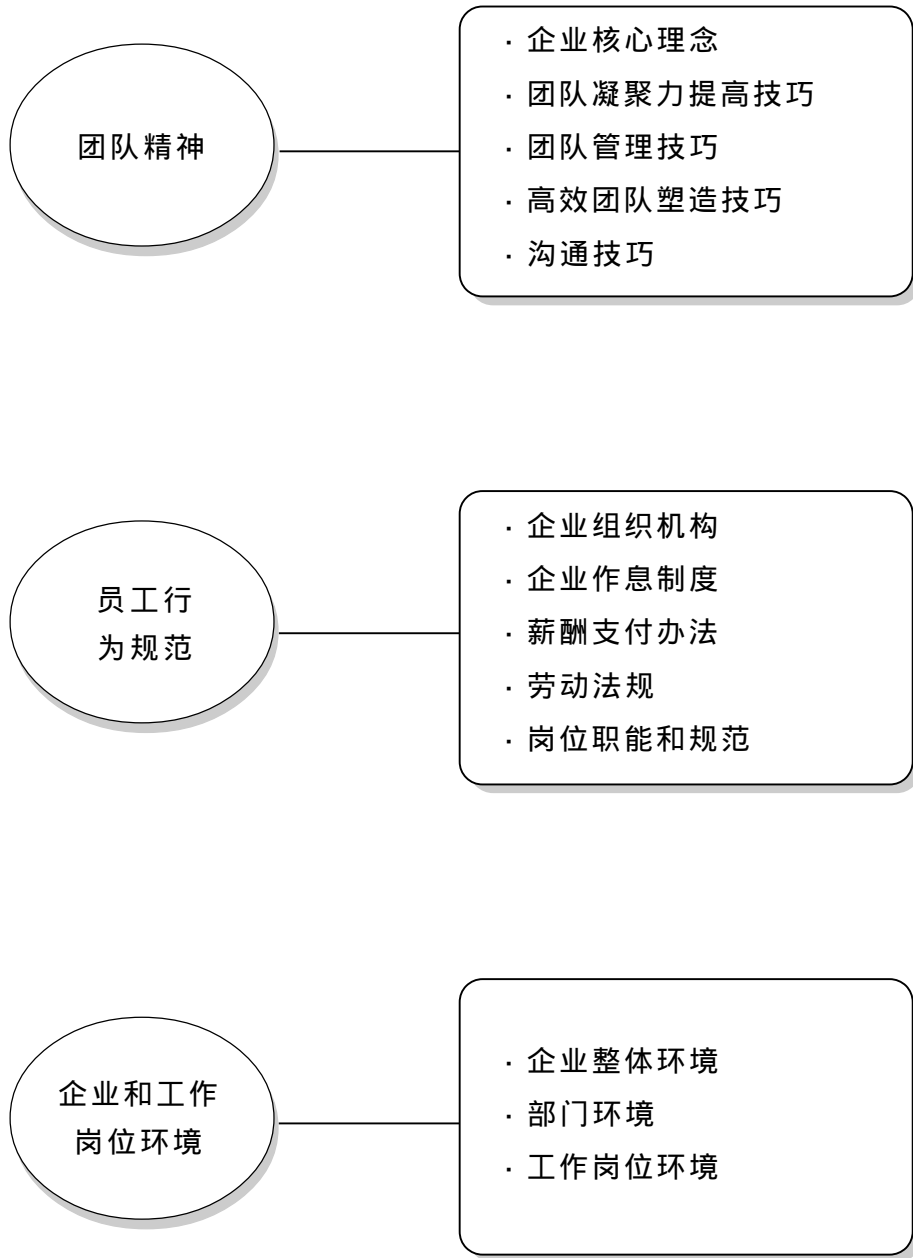 团队精神
· 企业核心理念
· 团队凝聚力提高技巧
· 团队管理技巧
· 高效团队塑造技巧
· 沟通技巧
员工行
为规范
· 企业组织机构
· 企业作息制度
· 薪酬支付办法
· 劳动法规
· 岗位职能和规范
企业和工作
岗位环境
· 企业整体环境
· 部门环境
· 工作岗位环境